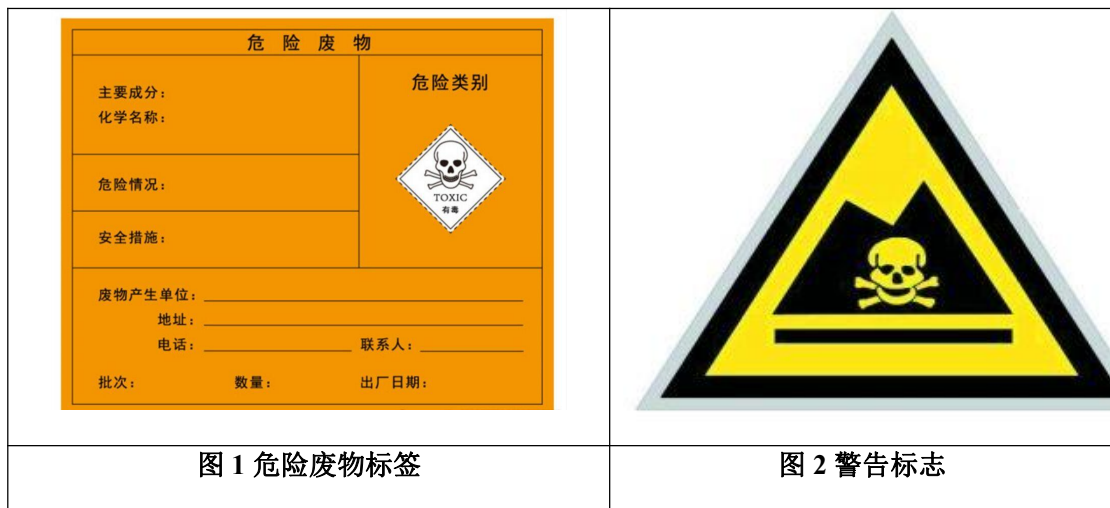 危险废物
主要成分：
化学名称：
危险类别
TOXIC
有毒
危险情况：
安全措施：
废物产生单位：
地址：
电话： 联系人：
批次： 数量： 出厂日期：
图 1 危险废物标签
图 2 警告标志